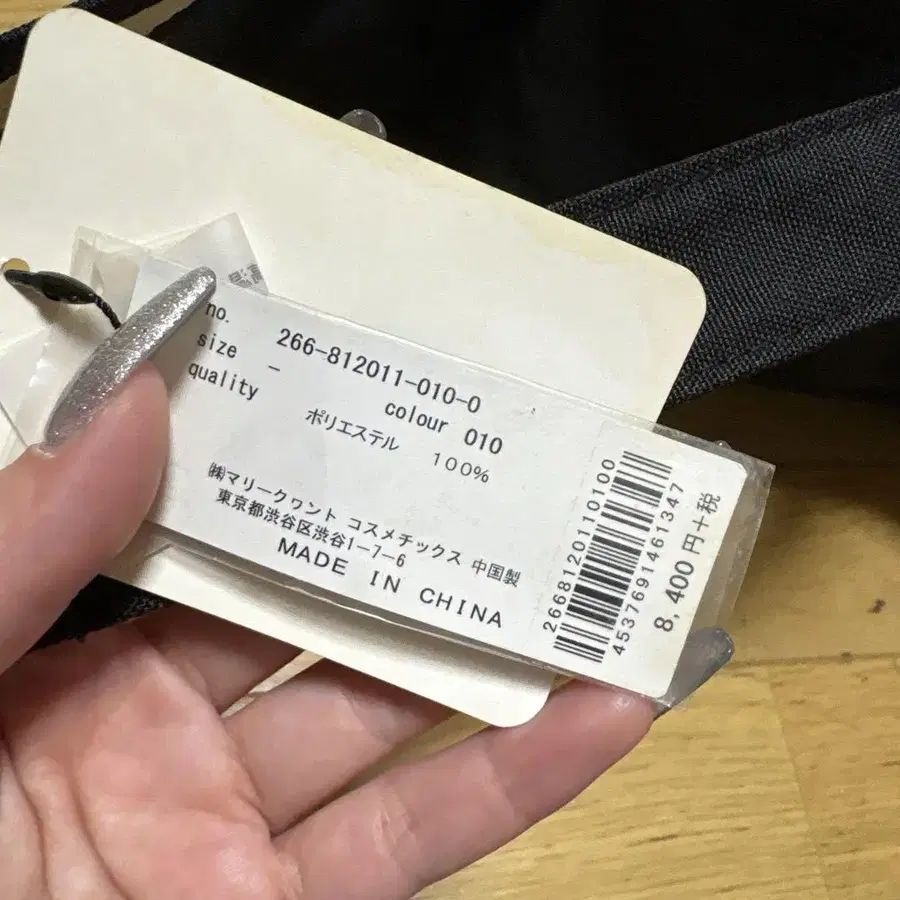 no. 266-812011-010-0
size - colour 010
quality
ポリエステル 100%
㈱マリークヮント コスメチックス 中国製
東京都渋谷区渋谷1-7-6
MADE IN CHINA
2668120110100
4537691461347
8,400円+税